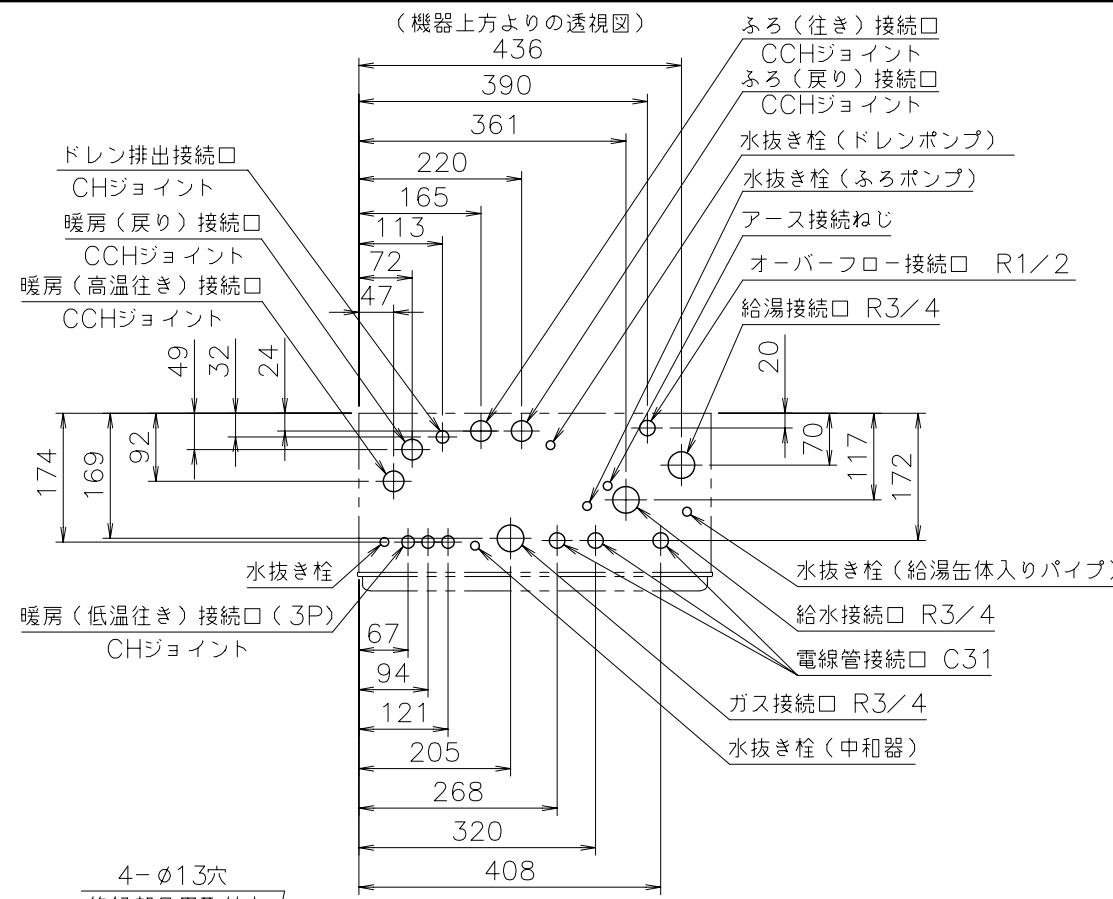 (機器上方よりの透視図)
436
390
361
220
165
113
72
47
ふろ(往き)接続口
CCHジョイント
ふろ(戻り)接続口
CCHジョイント
水抜き栓(ドレンポンプ)
水抜き栓(ふろポンプ)
アース接続ねじ
オーバーフロー接続口 R1/2
給湯接続口 R3/4
ドレン排出接続口
CHジョイント
暖房(戻り)接続口
CCHジョイント
暖房(高温往き)接続口
CCHジョイント
49
32
24
20
174
169
92
70
117
172
水抜き栓
暖房(低温往き)接続口(3P)
CHジョイント
水抜き栓(給湯缶体入りパイプ)
給水接続口 R3/4
電線管接続口 C31
ガス接続口 R3/4
水抜き栓(中和器)
67
94
121
205
268
320
408
4-φ13穴